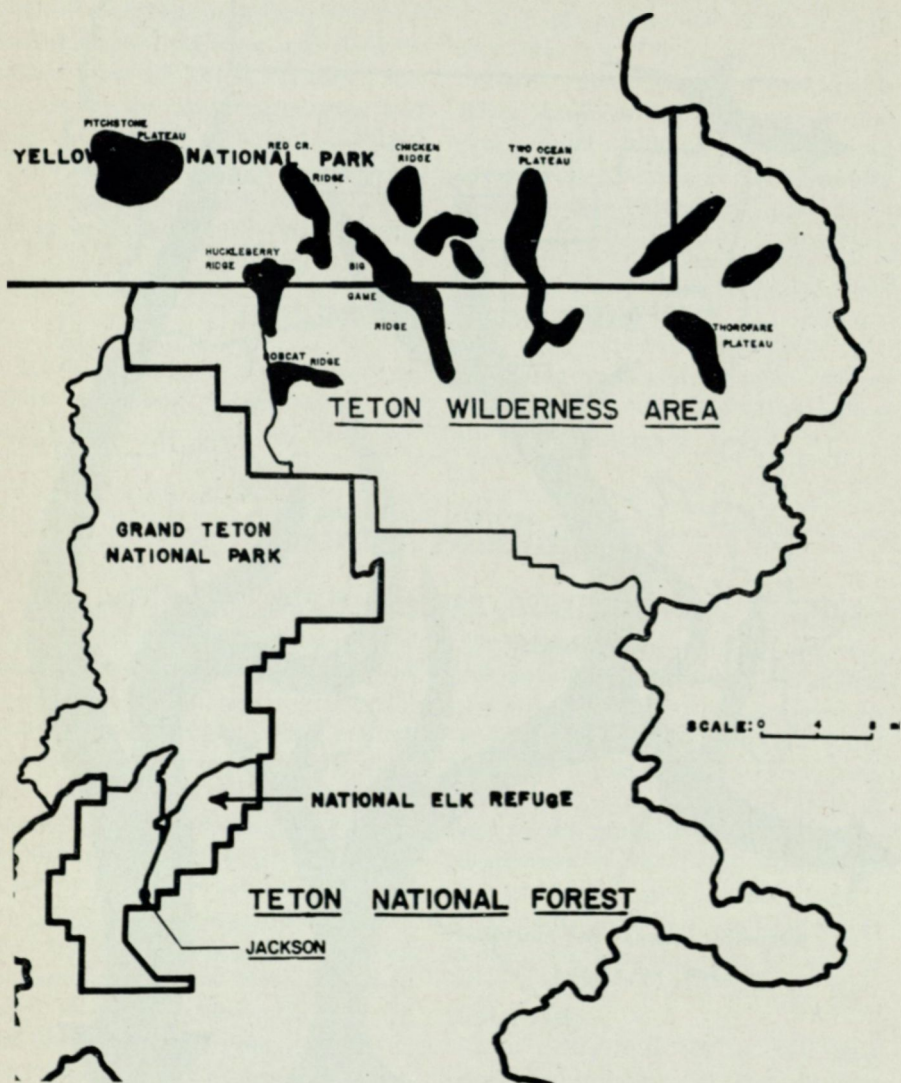 PITCHSTONE
PLATEAU
YELLOW NATIONAL PARK
RED CR.
RIDGE.
CHICKEN
RIDGE
TWO OCEAN
PLATEAU
HUCKLEBERRY
RIDGE
BIG
GAME
RIDGE
BOBCAT RIDGE
THOROFARE
PLATEAU
TETON WILDERNESS AREA
GRAND TETON
NATIONAL PARK
SCALE: 0 4 8
NATIONAL ELK REFUGE
TETON NATIONAL FOREST
JACKSON